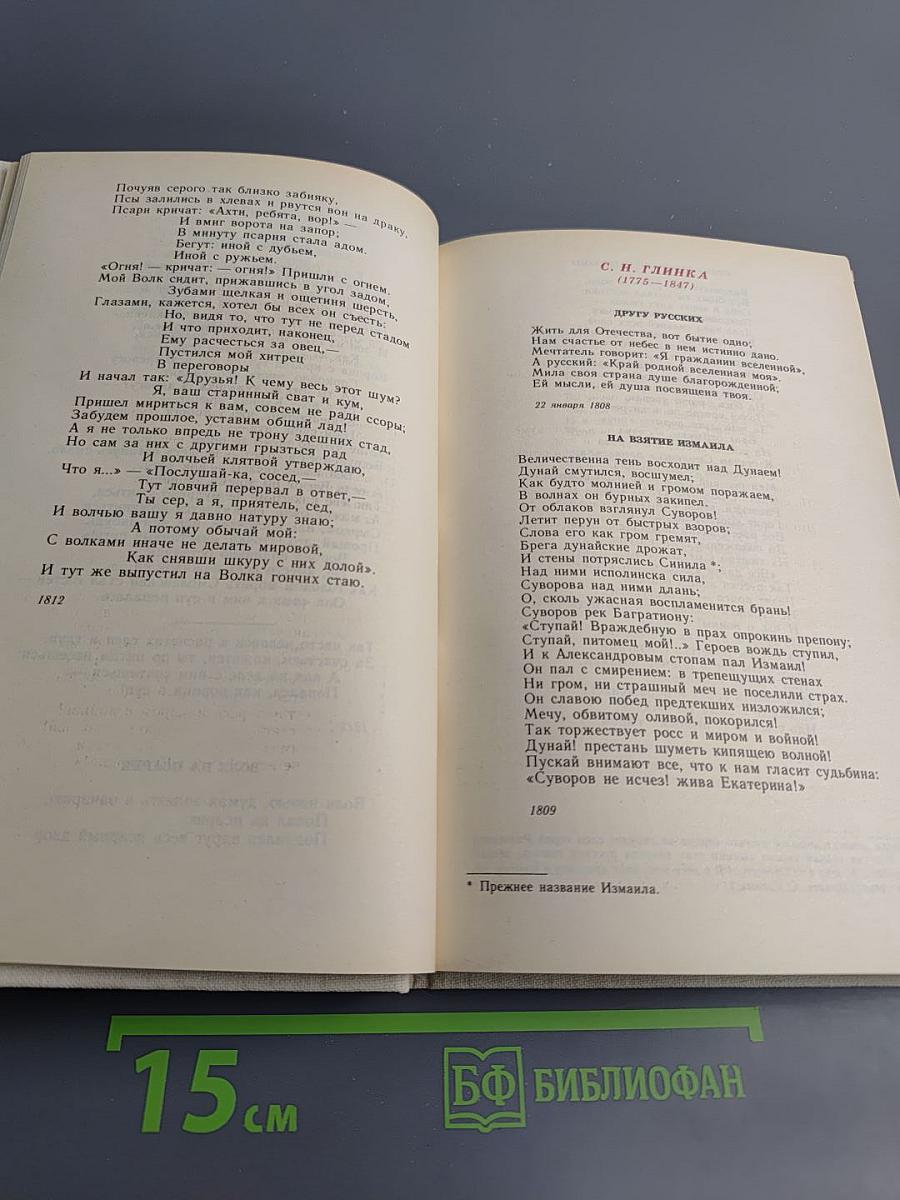 Почуяв серого так близко забияку,
Псы залились в хлевах и рвутся вон на драку,
Псари кричат: «Ахти, ребята, вор!» —
И вмиг ворота на запор;
В минуту псарня стала адом.
Бегут: иной с дубьем,
Иной с ружьем.
«Огня! — кричат: — огня!» Пришли с огнем.
Мой Волк сидит, прижавшись в угол задом,
Зубами щелкая и ощетиня шерсть,
Глазами, кажется, хотел бы всех он съесть;
Но, видя то, что тут не перед стадом
И что приходит, наконец,
Ему расчесться за овец,—
Пустился мой хитрец
В переговоры
И начал так: «Друзья! К чему весь этот шум?
Я, ваш старинный сват и кум,
Пришел мириться к вам, совсем не ради ссоры;
Забудем прошлое, уставим общий лад!
А я не только впредь не трону здешних стад,
Но сам за них с другими грызться рад
И волчьей клятвой утверждаю,
Что я...» — «Послушай-ка, сосед,—
Тут ловчий перервал в ответ,—
Ты сер, а я, приятель, сед,
И волчью вашу я давно натуру знаю;
А потому обычай мой:
С волками иначе не делать мировой,
Как снявши шкуру с них долой».
И тут же выпустил на Волка гончих стаю.
1812
С. Н. ГЛИНКА
(1775—1847)
ДРУГУ РУССКИХ
Жить для Отечества, вот бытие одно;
Нам счастье от небес в нем истинно дано.
Мечтатель говорит: «Я гражданин вселенной»,
А русский: «Край родной вселенная моя».
Мила своя страна душе благорожденной;
Ей мысли, ей душа посвящена твоя.
22 января 1808
НА ВЗЯТИЕ ИЗМАИЛА
Величественна тень восходит над Дунаем!
Дунай смутился, восшумел;
Как будто молнией и громом поражаем,
В волнах он бурных закипел.
От облаков взглянул Суворов!
Летит перун от быстрых взоров;
Слова его как гром гремят,
Брега дунайские дрожат,
И стены потряслись Синила *;
Над ними исполинска сила,
Суворова над ними длань;
О, сколь ужасная воспламенится брань!
Суворов рек Багратиону:
«Ступай! Враждебную в прах опрокинь препону;
Ступай, питомец мой!..» Героев вождь ступил,
И к Александровым стопам пал Измаил!
Он пал с смирением: в трепещущих стенах
Ни гром, ни страшный меч не поселили страх.
Он славою побед предтекших низложился;
Мечу, обвитому оливой, покорился!
Так торжествует росс и миром и войной!
Дунай! престань шуметь кипящею волной!
Пускай внимают все, что к нам гласит судьбина:
«Суворов не исчез! жива Екатерина!»
1809
* Прежнее название Измаила.
15 см
БФ БИБЛИОФАН